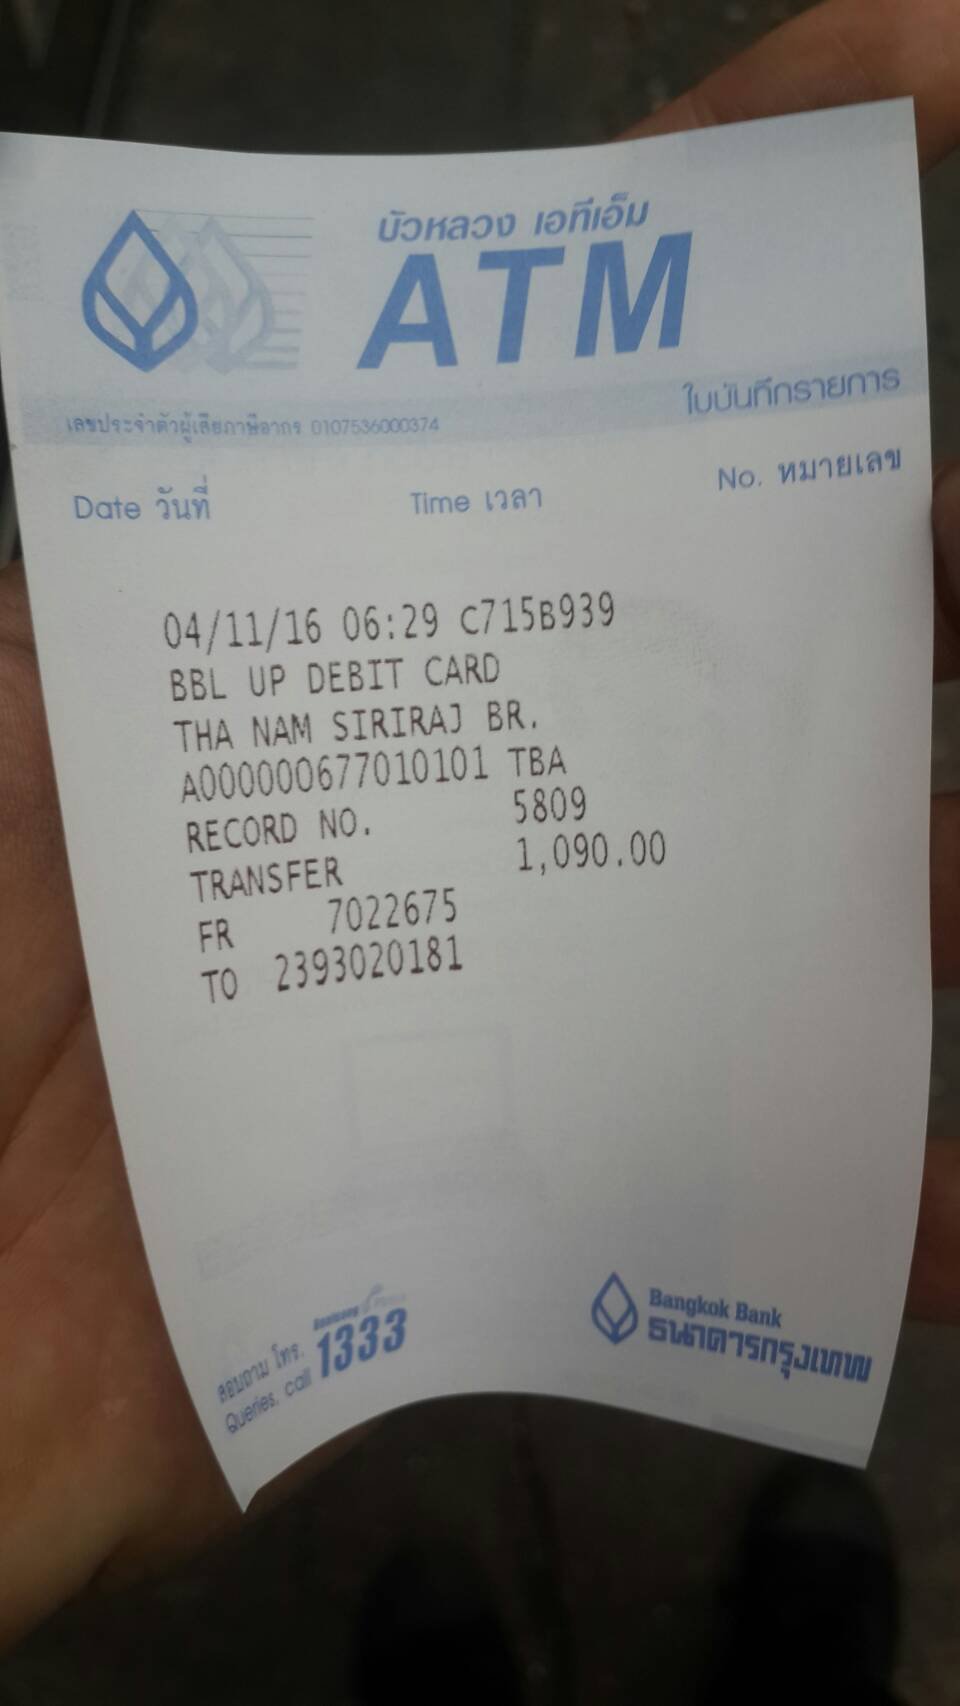 บัวหลวง เอทีเอ็ม
ATM
ใบบันทึกรายการ
เลขประจำตัวผู้เสียภาษีอากร 0107536000374
Date วันที่ Time เวลา No. หมายเลข
04/11/16 06:29 C715B939
BBL UP DEBIT CARD
THA NAM SIRIRAJ BR.
A000000677010101 TBA
RECORD NO. 5809
TRANSFER 1,090.00
FR 7022675
TO 2393020181
สอบถาม โทร. 1333
Queries, call
Bangkok Bank
ธนาคารกรุงเทพ